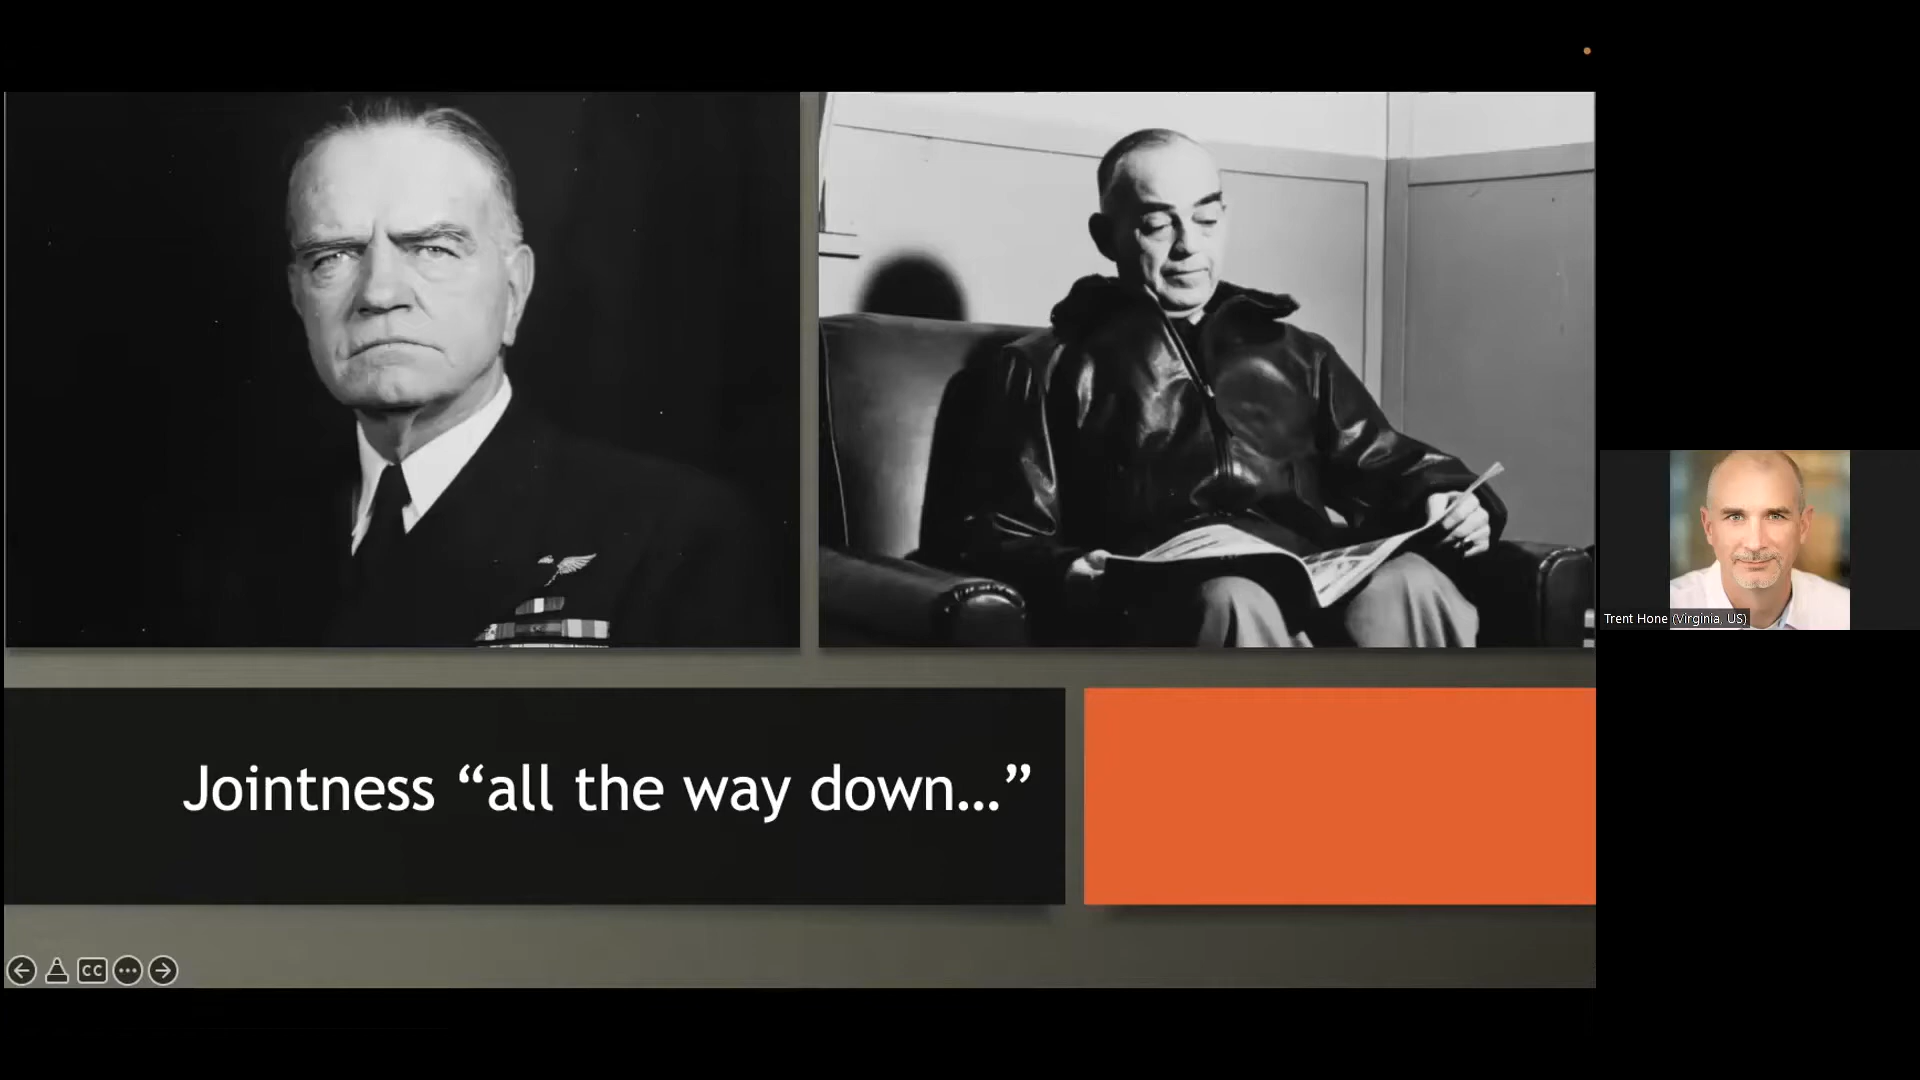 Trent Hone (Virginia, US)
Jointness “all the way down...”
CC